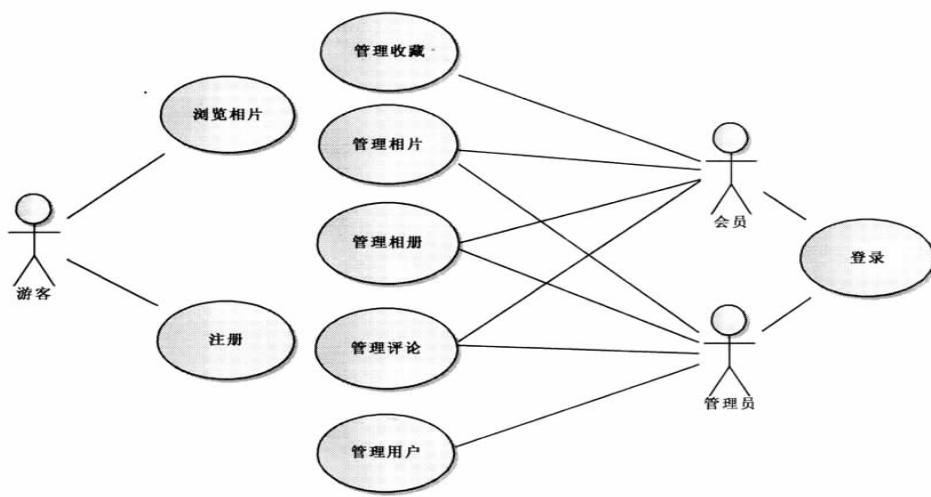 管理收藏
浏览相片
管理相片
会员
管理相册
登录
游客
注册
管理评论
管理员
管理用户